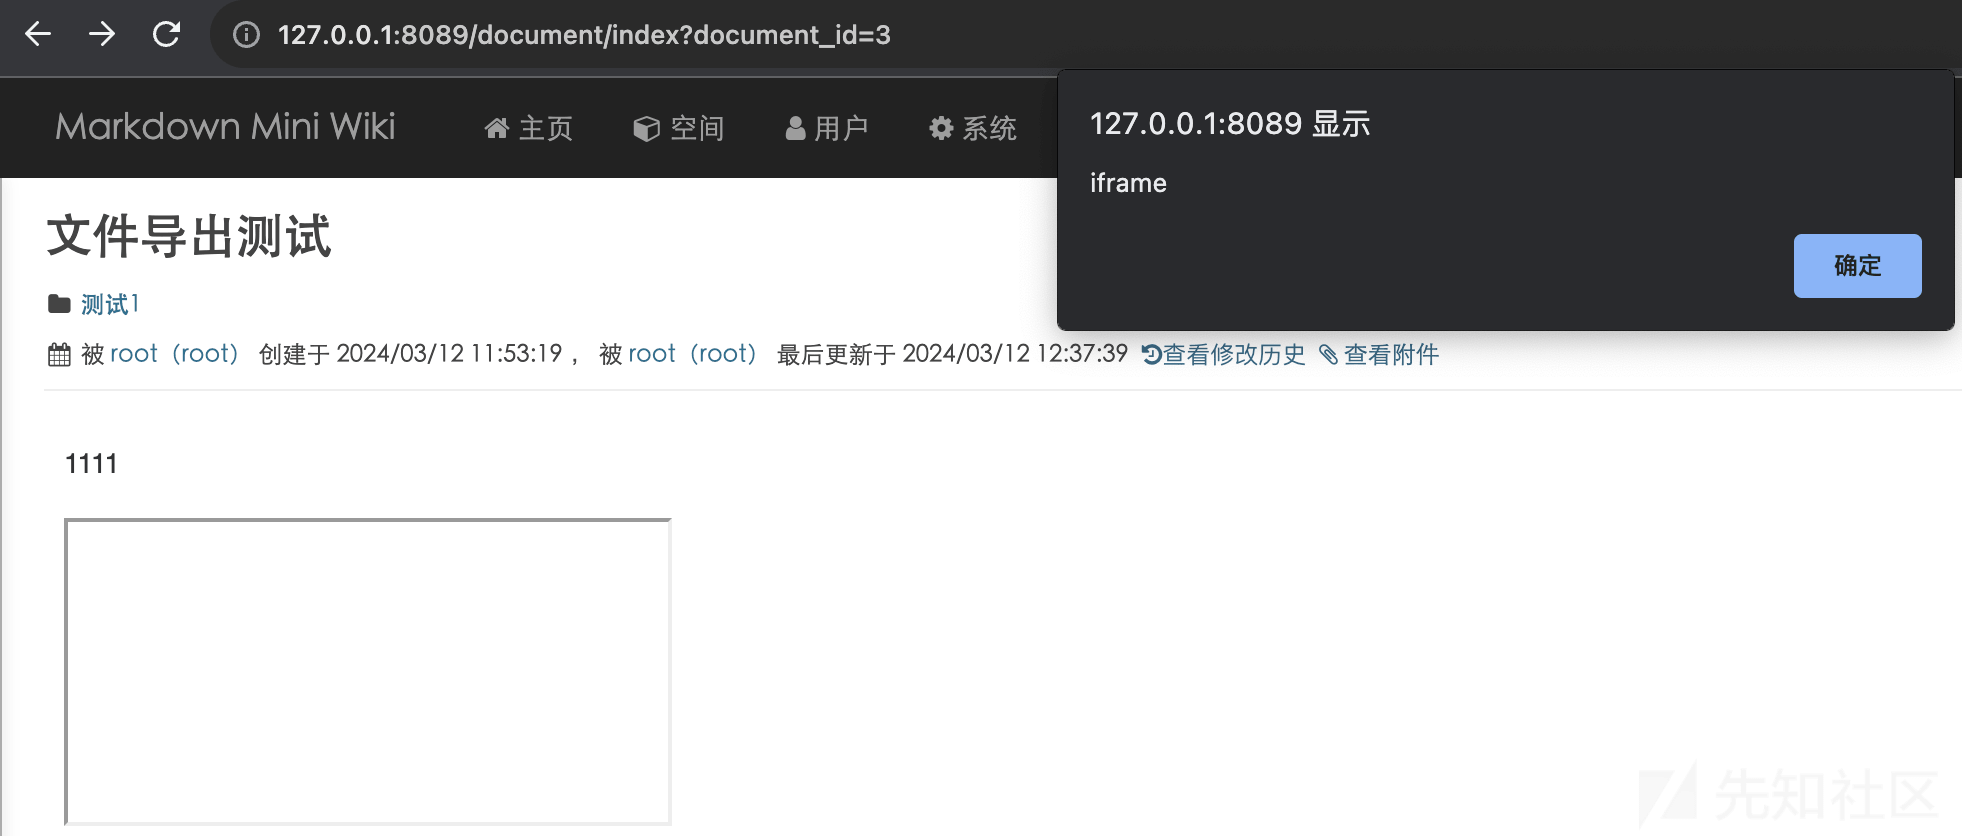 127.0.0.1:8089/document/index?document_id=3
Markdown Mini Wiki 主页 空间 用户 系统
127.0.0.1:8089 显示
iframe
确定
文件导出测试
测试1
被 root（root） 创建于 2024/03/12 11:53:19， 被 root（root） 最后更新于 2024/03/12 12:37:39 查看修改历史 查看附件
1111
先知社区